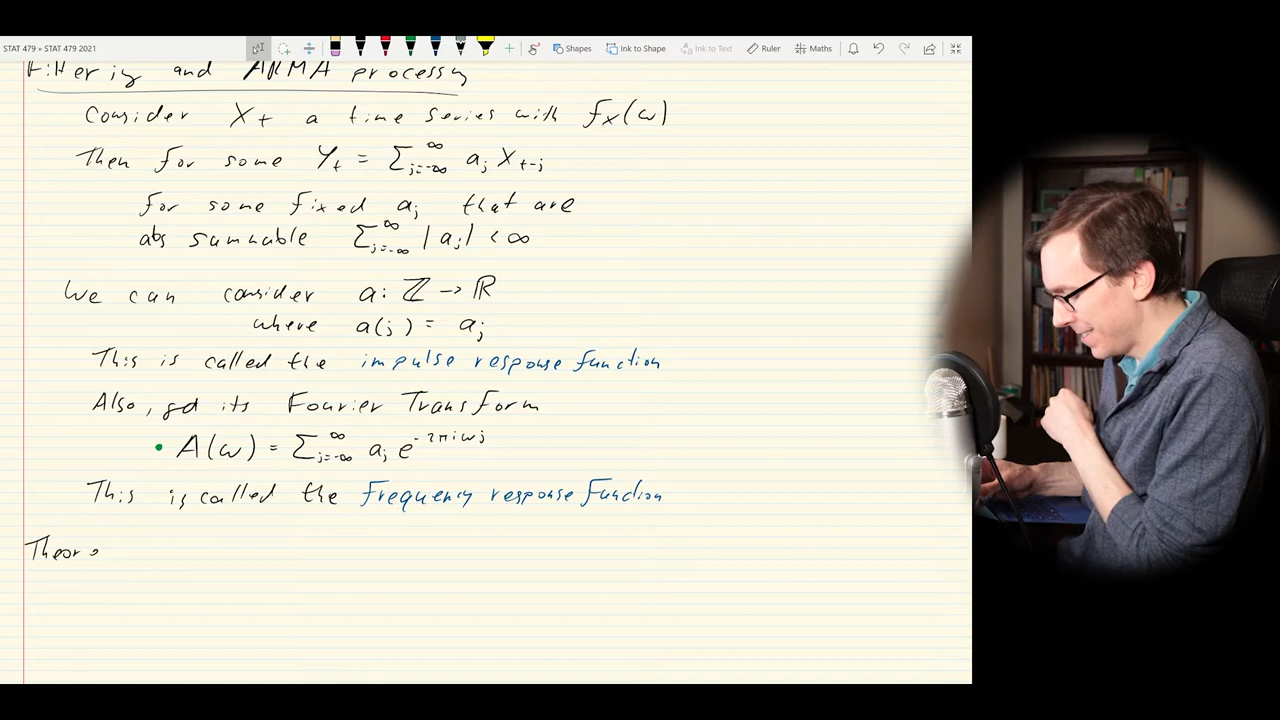 STAT 479 » STAT 479 2021
Shapes
Ink to Shape
Ink to Text
Ruler
Maths
Filtering and ARMA processes
Consider X_t a time series with f_X(ω)
Then for some Y_t = ∑_{j=-∞}^{∞} a_j X_{t-j}
for some fixed a_j that are
abs summable ∑_{j=-∞}^{∞} |a_j| < ∞
We can consider a: ℤ → ℝ
where a(j) = a_j
This is called the impulse response function
Also, get its Fourier Transform
• A(ω) = ∑_{j=-∞}^{∞} a_j e^{-2πiωj}
This is called the frequency response function
Theor